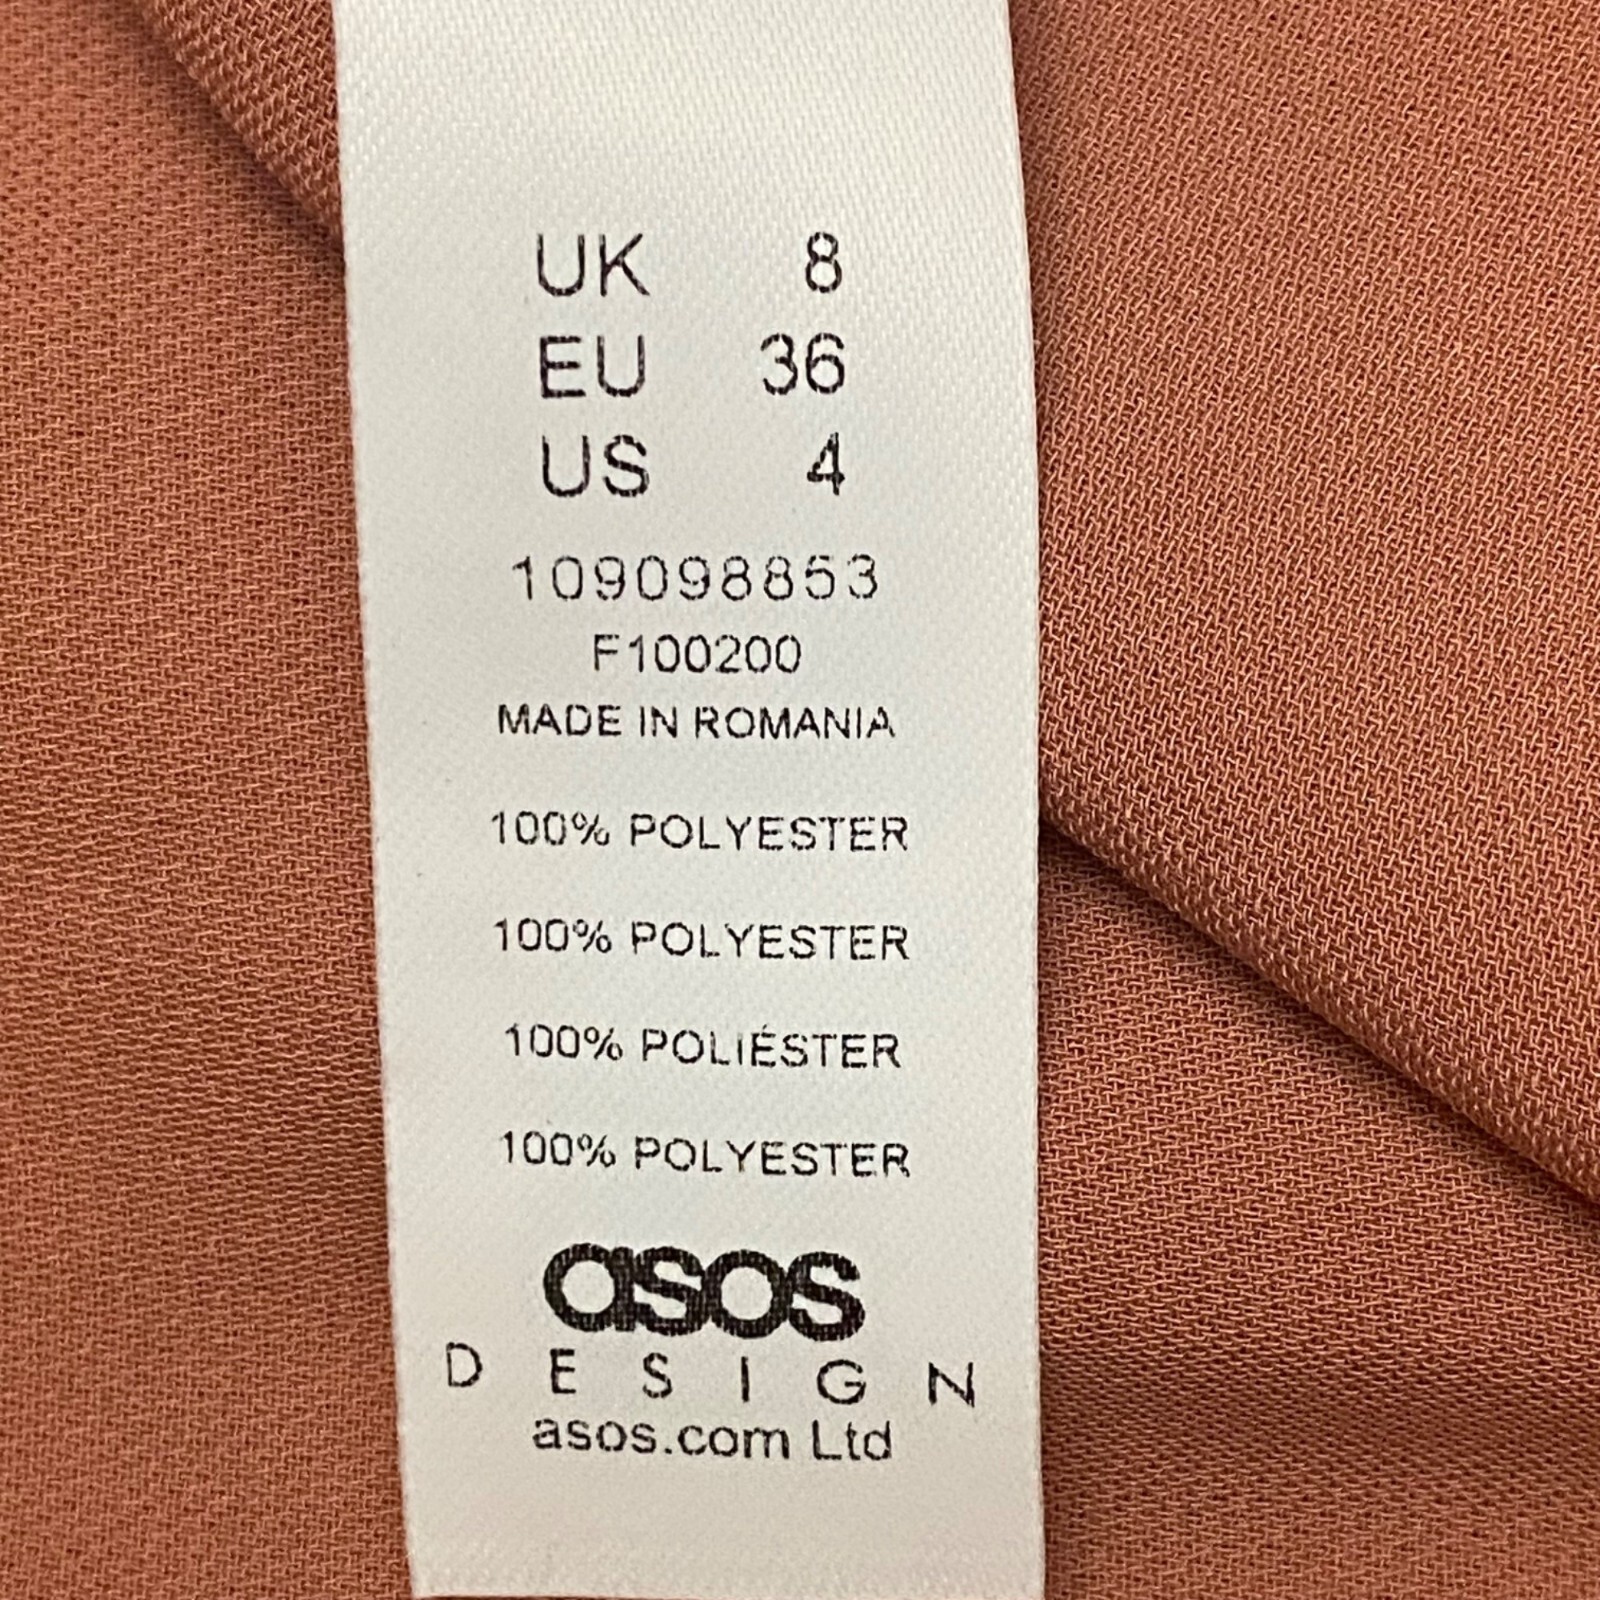 UK 8
EU 36
US 4
109098853
F100200
MADE IN ROMANIA
100% POLYESTER
100% POLYESTER
100% POLIÉSTER
100% POLYESTER
asos
DESIGN
asos.com Ltd